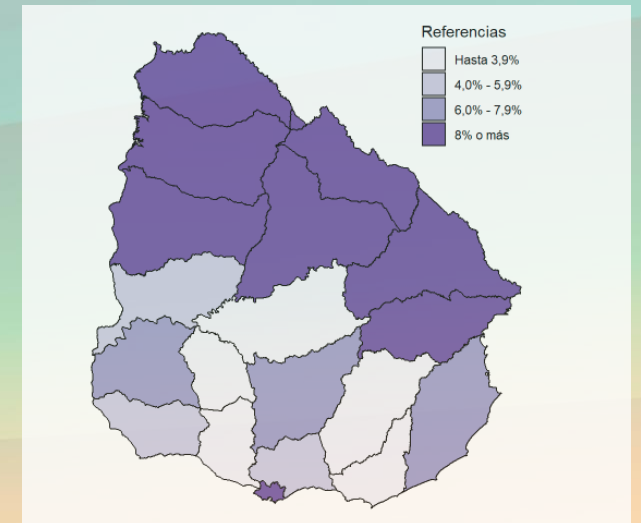 Referencias
Hasta 3,9%
4,0% - 5,9%
6,0% - 7,9%
8% o más